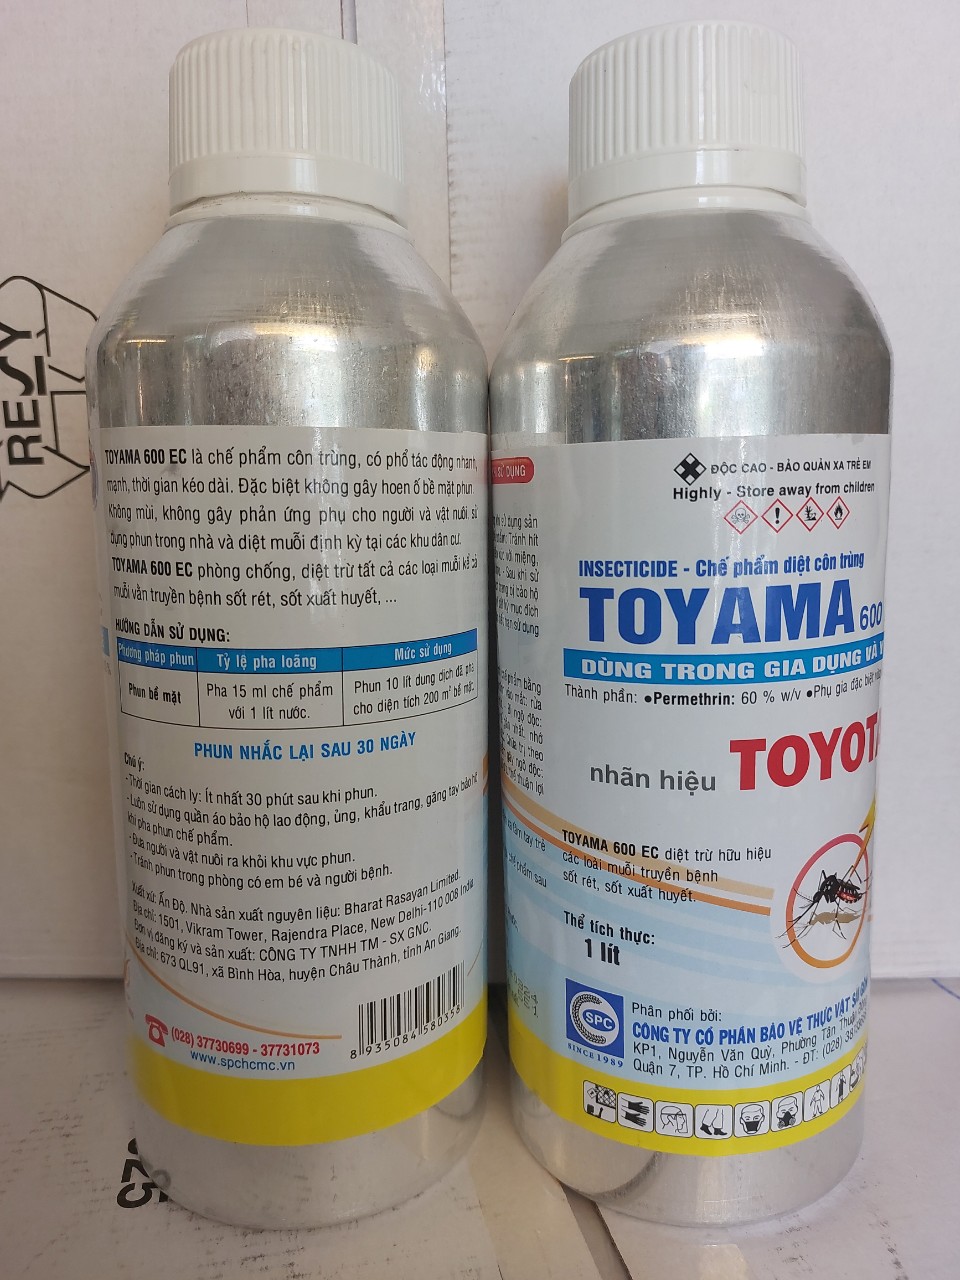 RESY
TOYAMA 600 EC là chế phẩm côn trùng, có phổ tác động nhanh,
mạnh, thời gian kéo dài. Đặc biệt không gây hoen ố bề mặt phun.
Không mùi, không gây phản ứng phụ cho người và vật nuôi, sử
dụng phun trong nhà và diệt muỗi định kỳ tại các khu dân cư.
TOYAMA 600 EC phòng chống, diệt trừ tất cả các loại muỗi kể cả
muỗi vằn truyền bệnh sốt rét, sốt xuất huyết, ...
HƯỚNG DẪN SỬ DỤNG:
Phương pháp phun Tỷ lệ pha loãng Mức sử dụng
Phun bề mặt
Pha 15 ml chế phẩm
với 1 lít nước.
Phun 10 lít dung dịch đã pha
cho diện tích 200 m² bề mặt.
PHUN NHẮC LẠI SAU 30 NGÀY
Chú ý:
- Thời gian cách ly: Ít nhất 30 phút sau khi phun.
- Luôn sử dụng quần áo bảo hộ lao động, ủng, khẩu trang, găng tay bảo hộ
khi pha phun chế phẩm.
- Đưa người và vật nuôi ra khỏi khu vực phun.
- Tránh phun trong phòng có em bé và người bệnh.
Xuất xứ: Ấn Độ. Nhà sản xuất nguyên liệu: Bharat Rasayan Limited.
Địa chỉ: 1501, Vikram Tower, Rajendra Place, New Delhi-110 008 India
Đơn vị đăng ký và sản xuất: CÔNG TY TNHH TM - SX GNC.
Địa chỉ: 673 QL91, xã Bình Hòa, huyện Châu Thành, tỉnh An Giang.
(028) 37730699 - 37731073
www.spchcmc.vn
8 935084 580356
SỬ DỤNG
ĐỘC CAO - BẢO QUẢN XA TRẺ EM
Highly - Store away from children
INSECTICIDE - Chế phẩm diệt côn trùng
TOYAMA 600
DÙNG TRONG GIA DỤNG VÀ Y
Thành phần: •Permethrin: 60 % w/v •Phụ gia đặc biệt
nhãn hiệu TOYOT
TOYAMA 600 EC diệt trừ hữu hiệu
các loài muỗi truyền bệnh
sốt rét, sốt xuất huyết.
Thể tích thực:
1 lít
SPC
SINCE 1989
Phân phối bởi:
CÔNG TY CỔ PHẦN BẢO VỆ THỰC VẬT SÀI GÒN
KP1, Nguyễn Văn Quỳ, Phường Tân Thuận
Quận 7, TP. Hồ Chí Minh. - ĐT: (028)